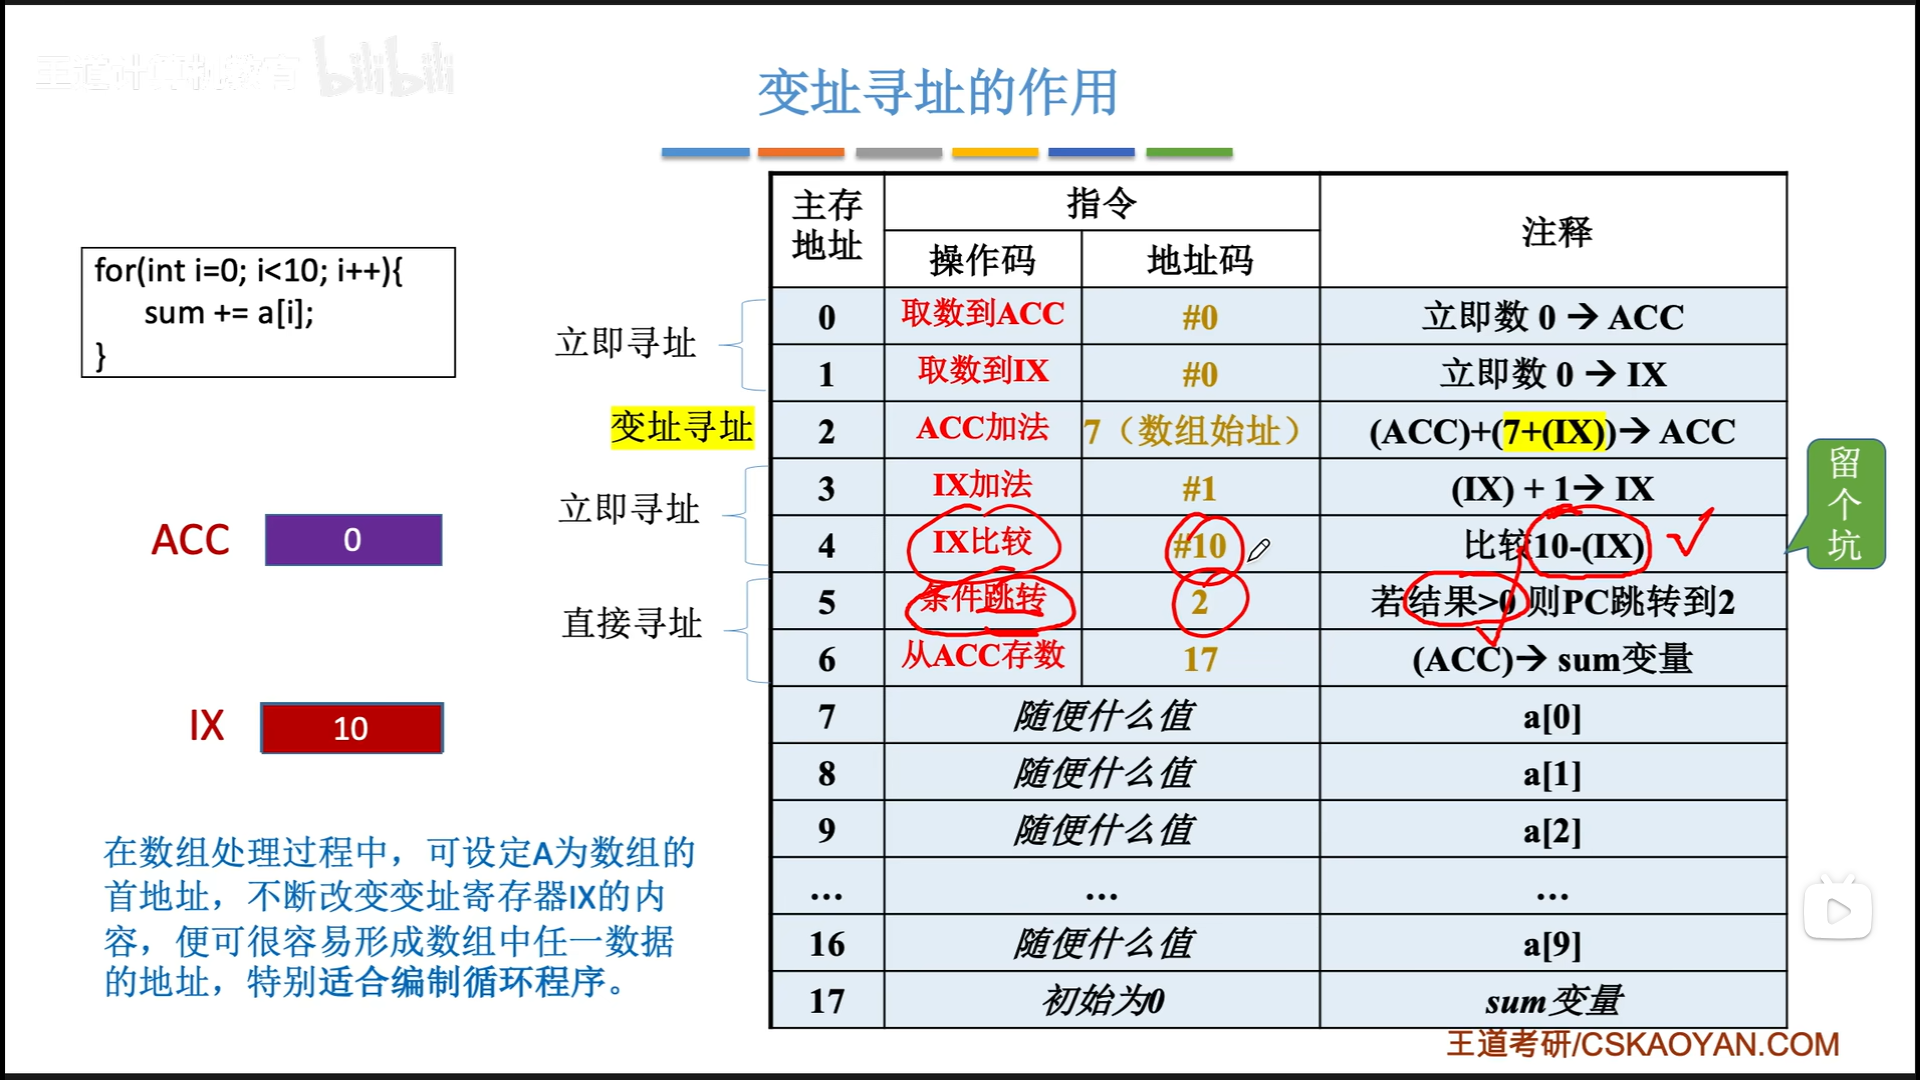 王道计算机教育 bilibili
变址寻址的作用
for(int i=0; i<10; i++){
sum += a[i];
}
立即寻址
变址寻址
立即寻址
直接寻址
ACC 0
IX 10
在数组处理过程中，可设定A为数组的
首地址，不断改变变址寄存器IX的内
容，便可很容易形成数组中任一数据
的地址，特别适合编制循环程序。
主存地址 指令 注释
操作码 地址码
0 取数到ACC #0 立即数 0 → ACC
1 取数到IX #0 立即数 0 → IX
2 ACC加法 7（数组始址） (ACC)+(7+(IX))→ ACC
3 IX加法 #1 (IX) + 1→ IX
4 IX比较 #10 比较10-(IX)
5 条件跳转 2 若结果>0则PC跳转到2
6 从ACC存数 17 (ACC)→ sum变量
7 随便什么值 a[0]
8 随便什么值 a[1]
9 随便什么值 a[2]
... ... ...
16 随便什么值 a[9]
17 初始为0 sum变量
留个坑
王道考研/CSKAOYAN.COM